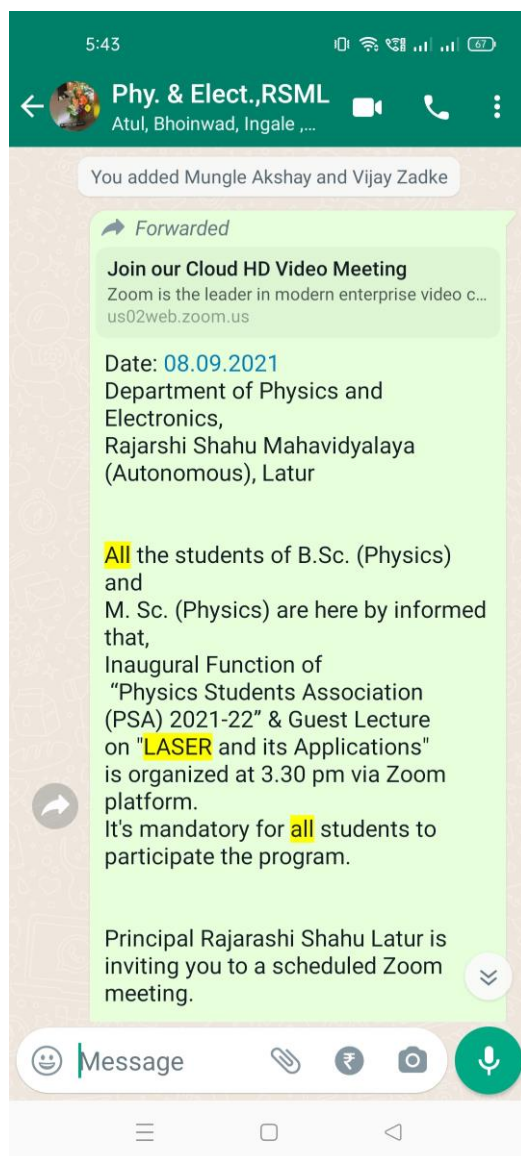 5:43
67
Phy. & Elect.,RSML
Atul, Bhoinwad, Ingale ,...
You added Mungle Akshay and Vijay Zadke
Forwarded
Join our Cloud HD Video Meeting
Zoom is the leader in modern enterprise video c...
us02web.zoom.us
Date: 08.09.2021
Department of Physics and
Electronics,
Rajarshi Shahu Mahavidyalaya
(Autonomous), Latur
All the students of B.Sc. (Physics)
and
M. Sc. (Physics) are here by informed
that,
Inaugural Function of
“Physics Students Association
(PSA) 2021-22” & Guest Lecture
on "LASER and its Applications"
is organized at 3.30 pm via Zoom
platform.
It's mandatory for all students to
participate the program.
Principal Rajarashi Shahu Latur is
inviting you to a scheduled Zoom
meeting.
Message
₹